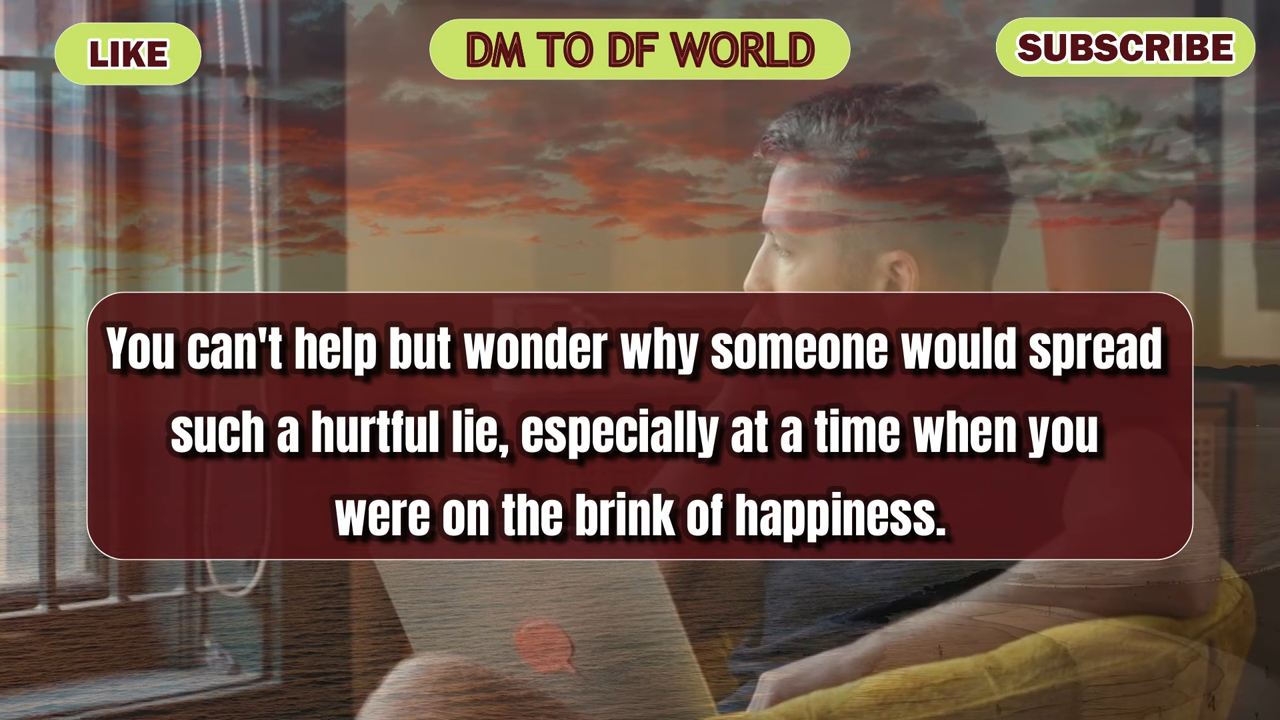 LIKE
DM TO DF WORLD
SUBSCRIBE
You can't help but wonder why someone would spread
such a hurtful lie, especially at a time when you
were on the brink of happiness.